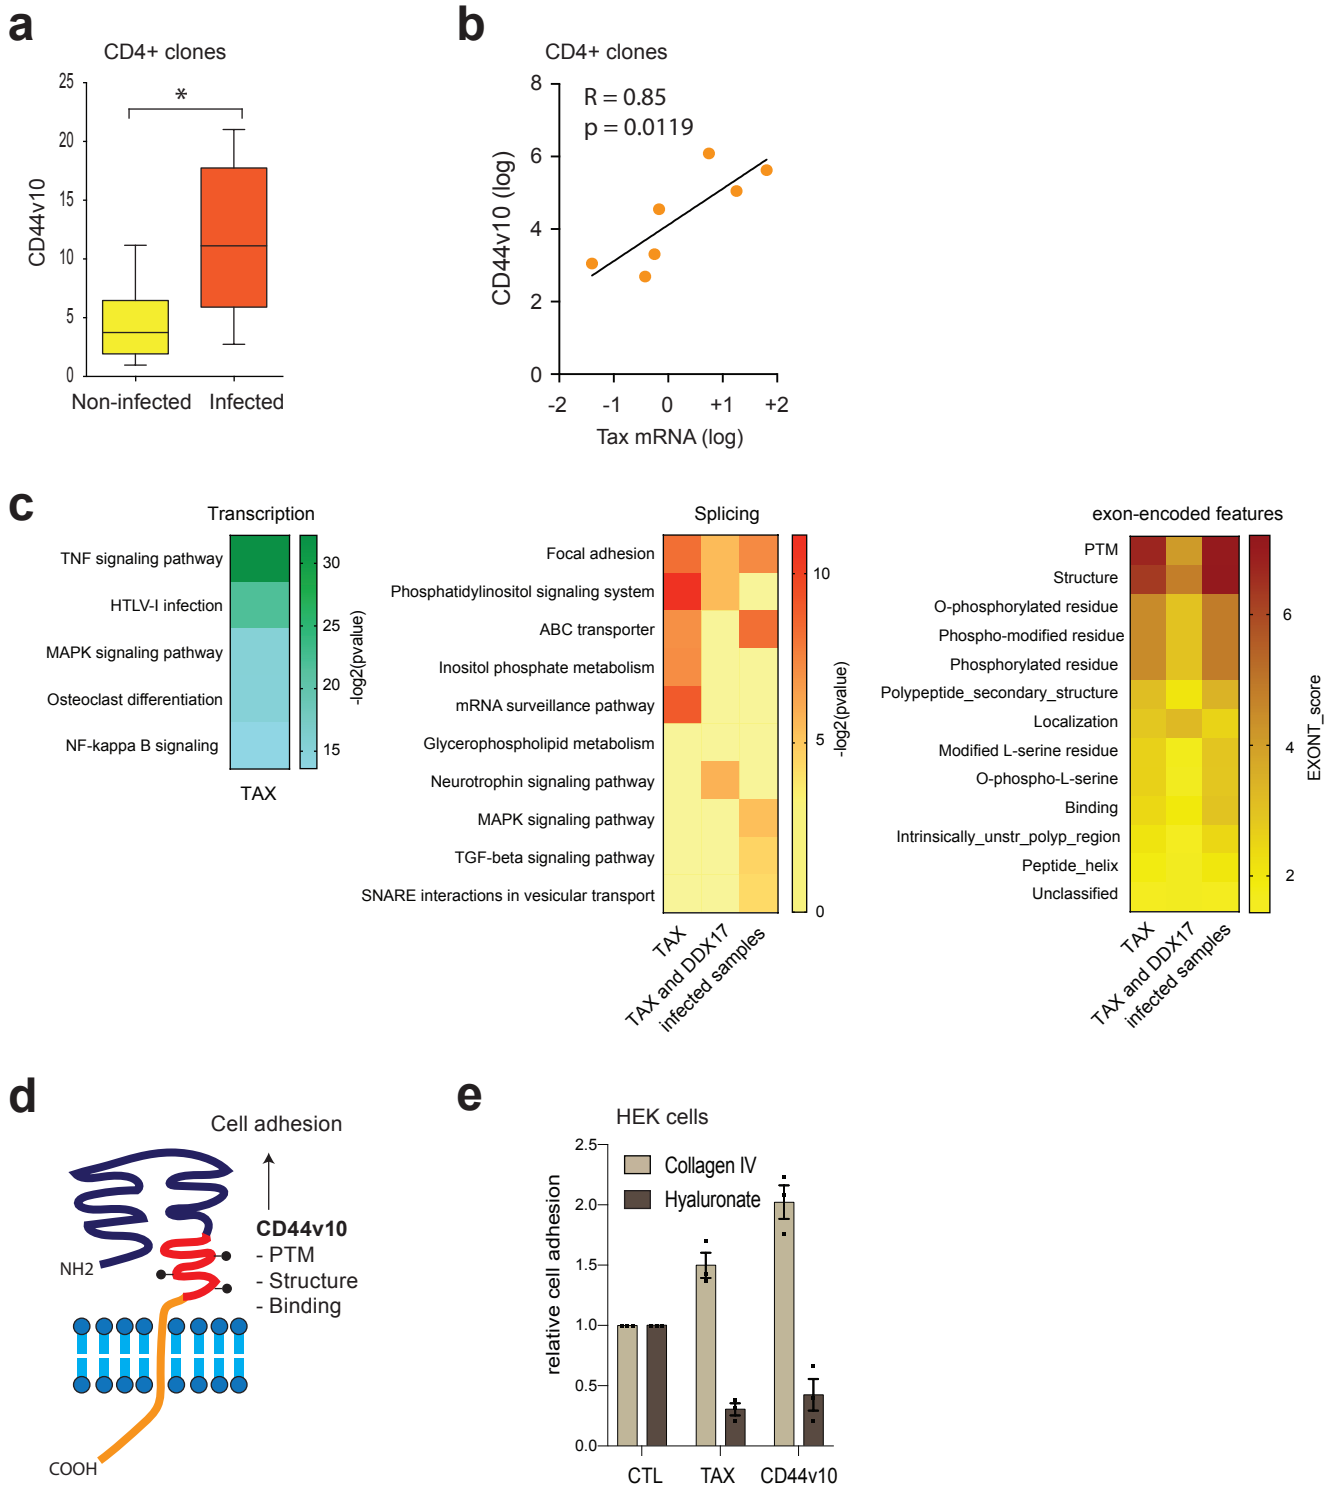 a
CD4+ clones
25
20
15
10
5
0
CD44v10
*
Non-infected
Infected
b
CD4+ clones
R = 0.85
p = 0.0119
8
6
4
2
0
CD44v10 (log)
-2
-1
0
+1
+2
Tax mRNA (log)
c
Transcription
TNF signaling pathway
HTLV-I infection
MAPK signaling pathway
Osteoclast differentiation
NF-kappa B signaling
TAX
30
25
20
15
-log2(pvalue)
Splicing
Focal adhesion
Phosphatidylinositol signaling system
ABC transporter
Inositol phosphate metabolism
mRNA surveillance pathway
Glycerophospholipid metabolism
Neurotrophin signaling pathway
MAPK signaling pathway
TGF-beta signaling pathway
SNARE interactions in vesicular transport
TAX
TAX and DDX17
infected samples
10
5
0
-log2(pvalue)
exon-encoded features
PTM
Structure
O-phosphorylated residue
Phospho-modified residue
Phosphorylated residue
Polypeptide_secondary_structure
Localization
Modified L-serine residue
O-phospho-L-serine
Binding
Intrinsically_unstr_polyp_region
Peptide_helix
Unclassified
TAX
TAX and DDX17
infected samples
6
4
2
EXONT_score
d
Cell adhesion
CD44v10
- PTM
- Structure
- Binding
NH2
COOH
e
HEK cells
2.5
2.0
1.5
1.0
0.5
0.0
relative cell adhesion
Collagen IV
Hyaluronate
CTL
TAX
CD44v10